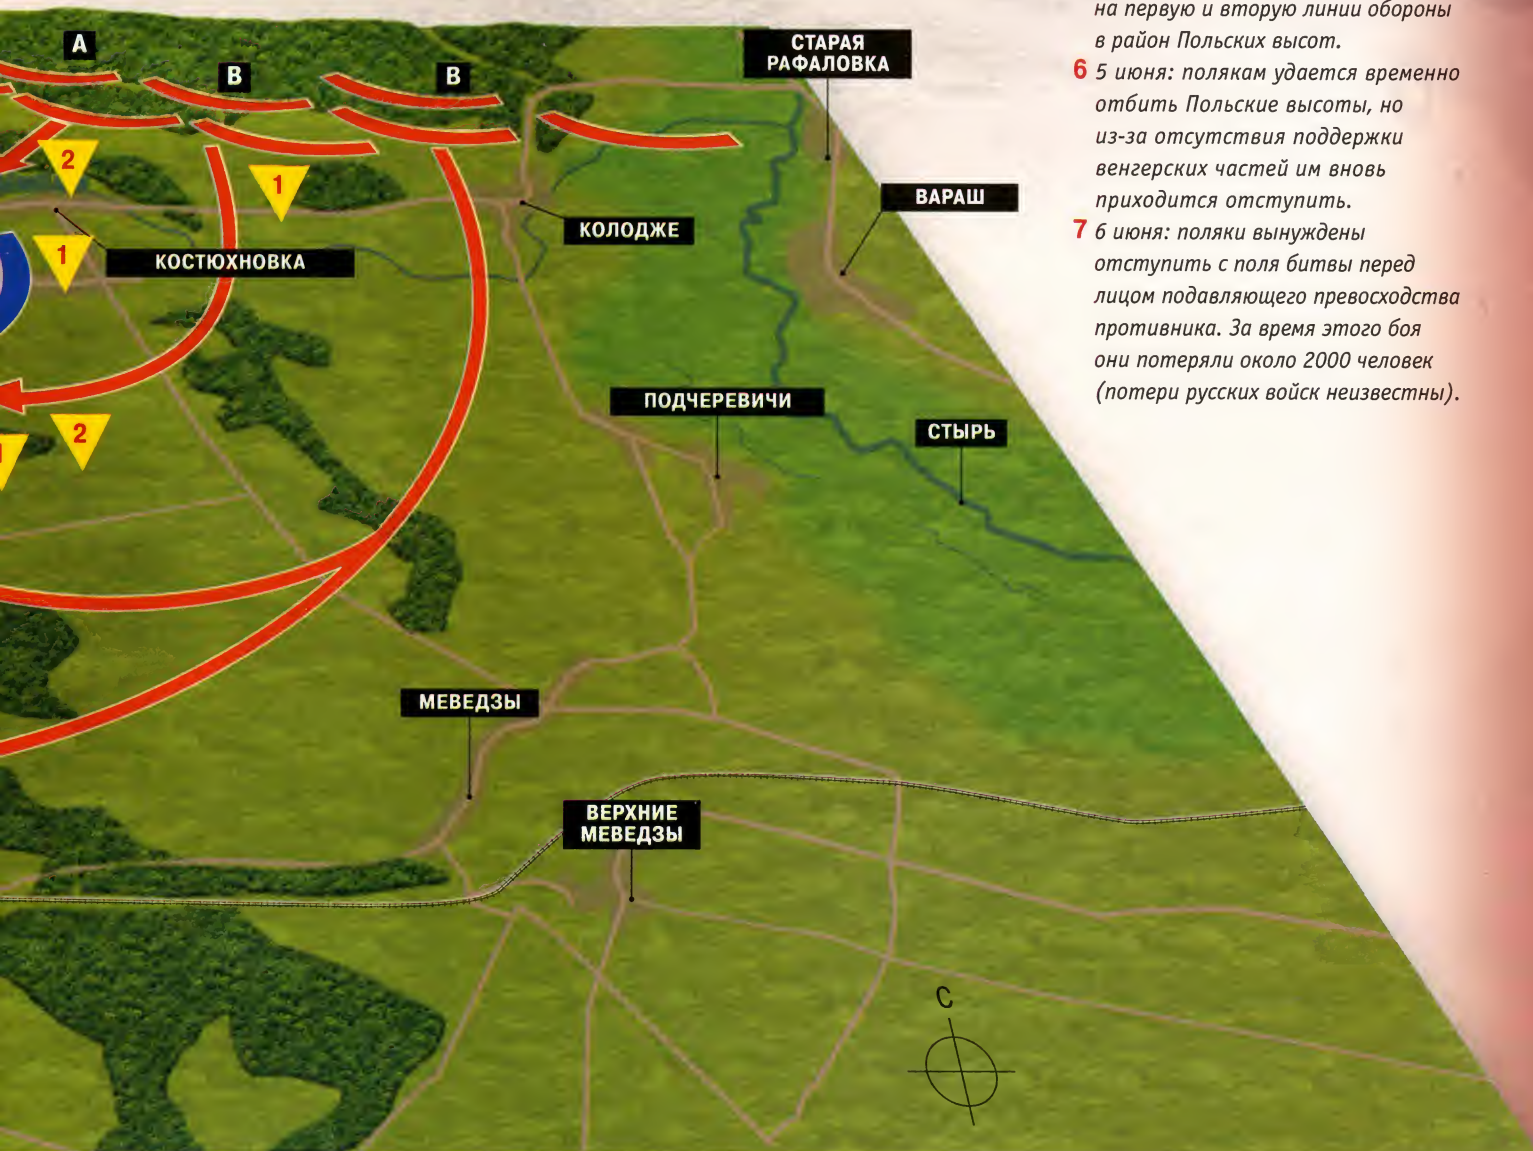 на первую и вторую линии обороны
в район Польских высот.
6 5 июня: полякам удается временно
отбить Польские высоты, но
из-за отсутствия поддержки
венгерских частей им вновь
приходится отступить.
7 6 июня: поляки вынуждены
отступить с поля битвы перед
лицом подавляющего превосходства
противника. За время этого боя
они потеряли около 2000 человек
(потери русских войск неизвестны).
А
В
В
СТАРАЯ
РАФАЛОВКА
2
1
ВАРАШ
КОЛОДЖЕ
1
КОСТЮХНОВКА
ПОДЧЕРЕВИЧИ
2
СТЫРЬ
МЕВЕДЗЫ
ВЕРХНИЕ
МЕВЕДЗЫ
С